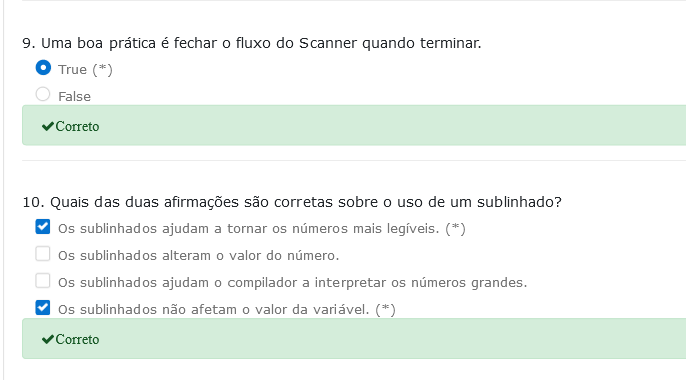 9. Uma boa prática é fechar o fluxo do Scanner quando terminar.
True (*)
False
Correto
10. Quais das duas afirmações são corretas sobre o uso de um sublinhado?
Os sublinhados ajudam a tornar os números mais legíveis. (*)
Os sublinhados alteram o valor do número.
Os sublinhados ajudam o compilador a interpretar os números grandes.
Os sublinhados não afetam o valor da variável. (*)
Correto